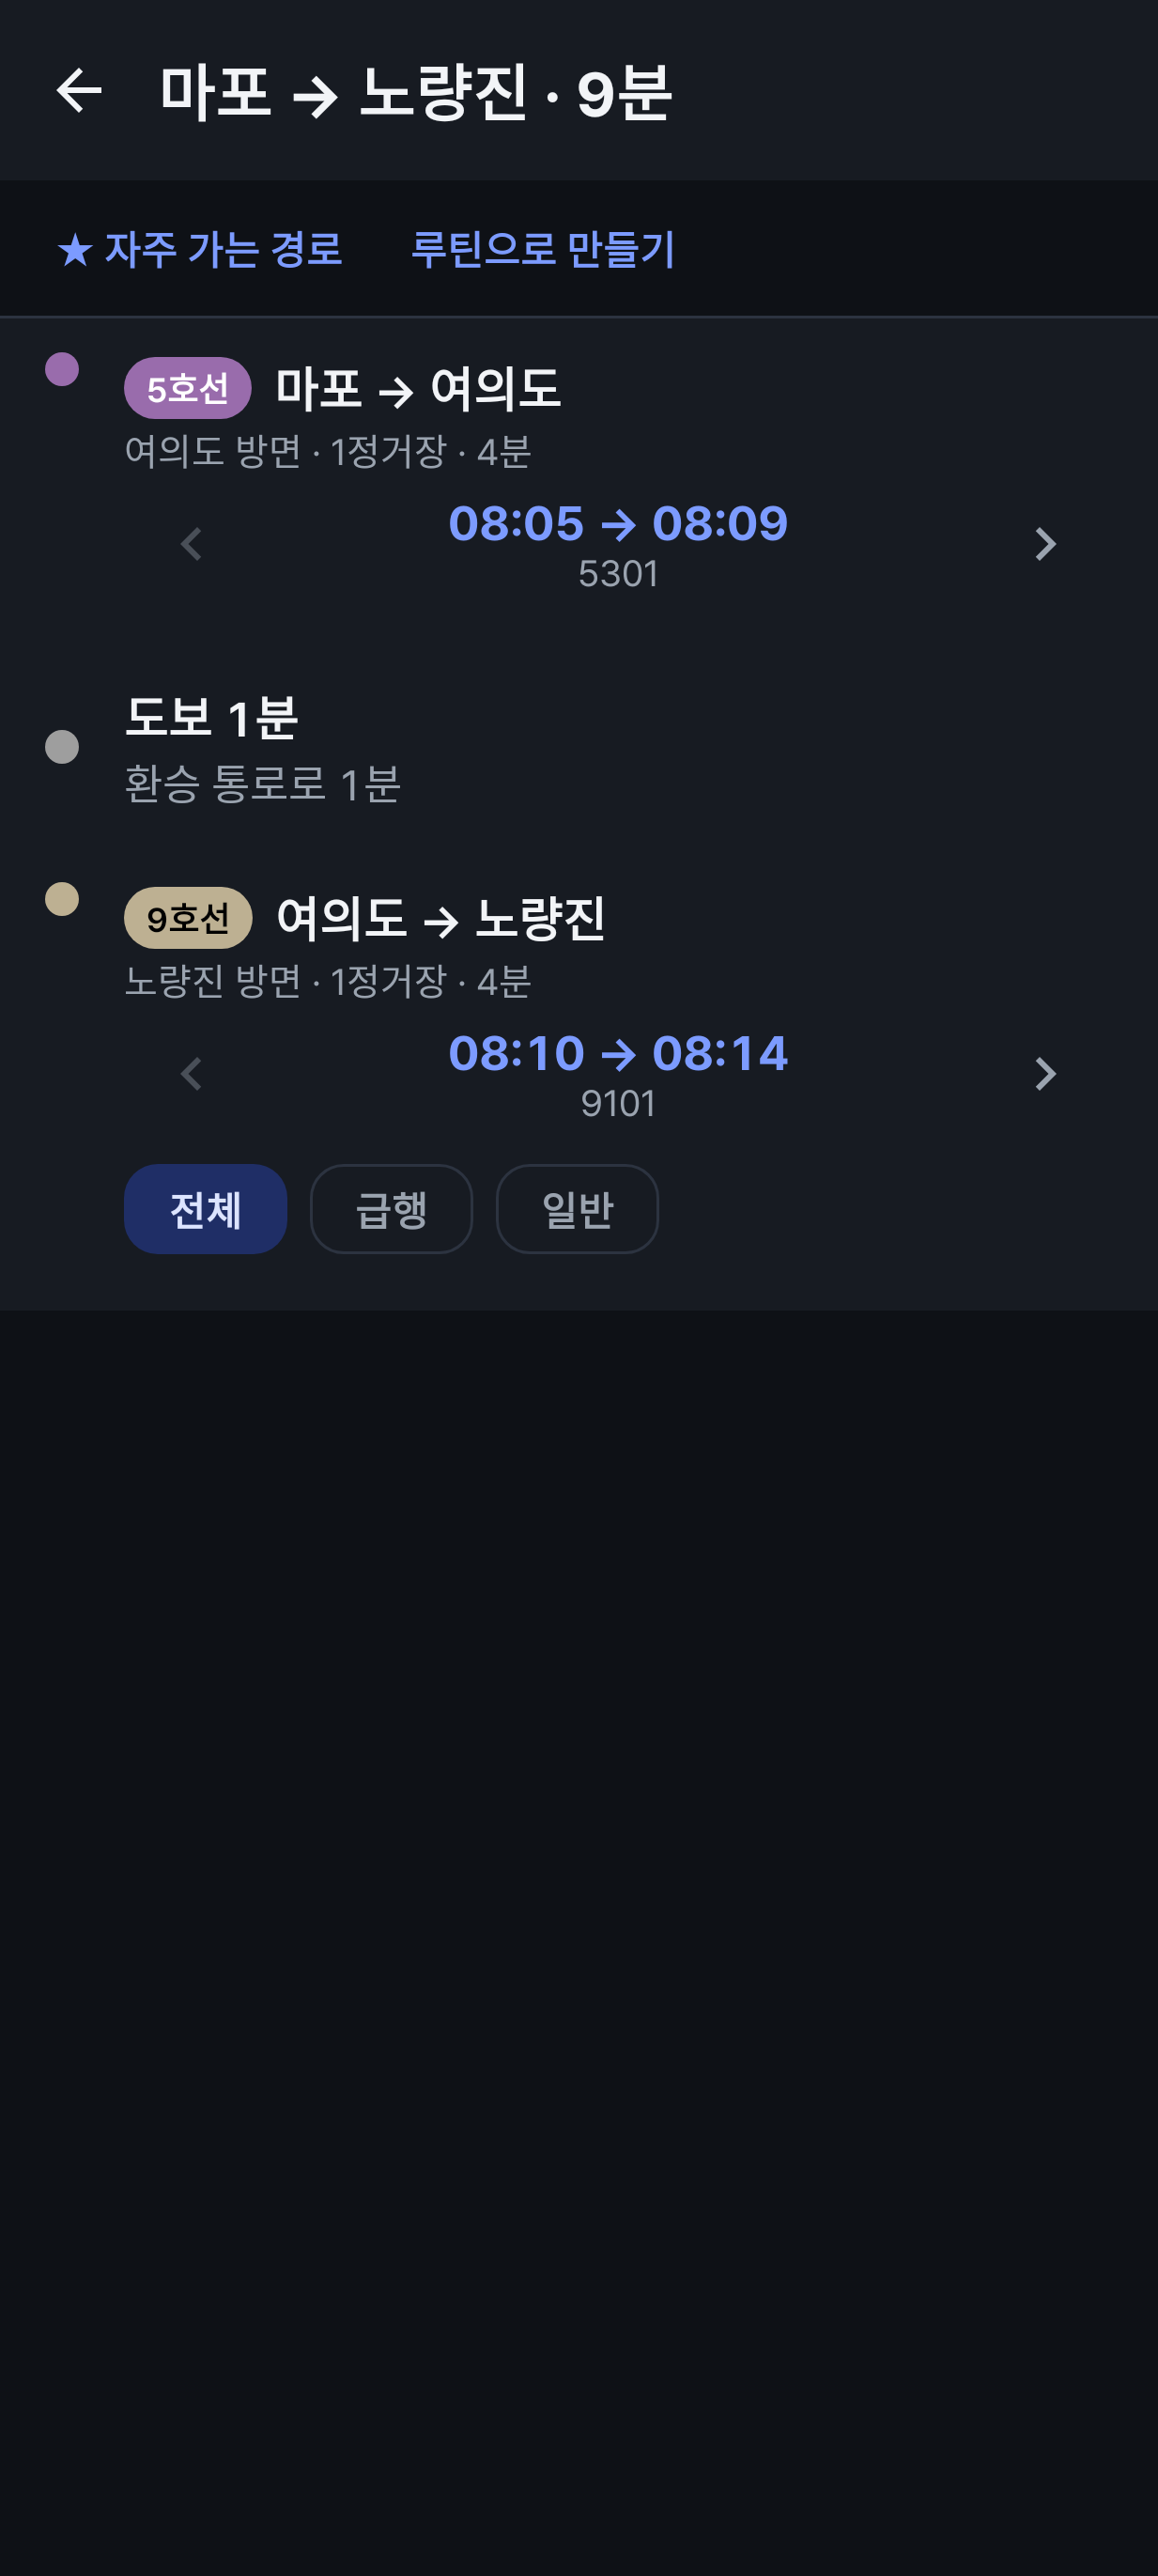 ← 마포 → 노량진 · 9분
★ 자주 가는 경로 루틴으로 만들기
5호선 마포 → 여의도
여의도 방면 · 1정거장 · 4분
08:05 → 08:09
5301
도보 1분
환승 통로로 1분
9호선 여의도 → 노량진
노량진 방면 · 1정거장 · 4분
08:10 → 08:14
9101
전체 급행 일반